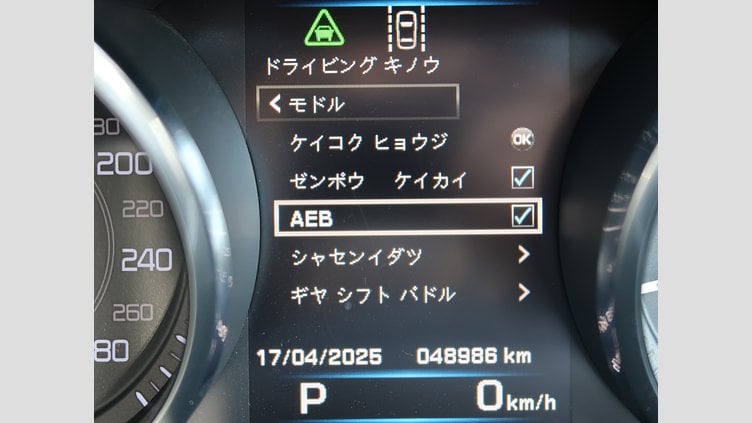 ドライビング キノウ
モドル
ケイコク ヒョウジ OK
ゼンポウ ケイカイ
AEB
シャセンイダツ
ギヤ シフト パドル
17/04/2025 048986 km
P 0 km/h
200
220
240
260